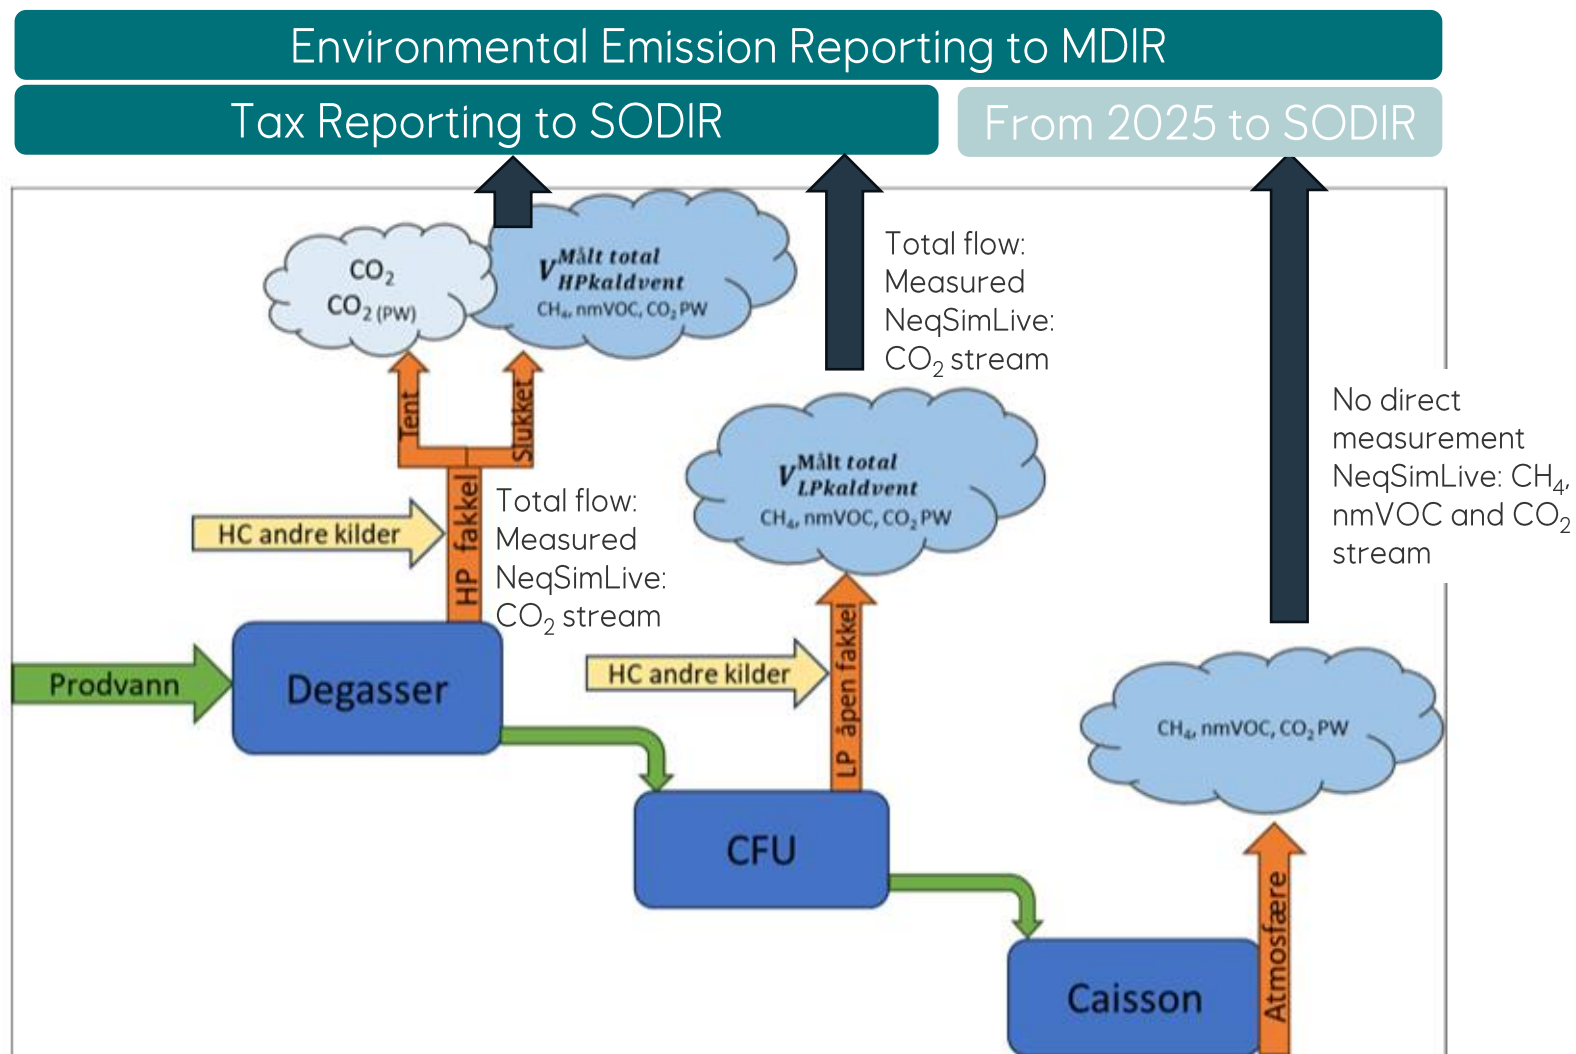 Environmental Emission Reporting to MDIR
Tax Reporting to SODIR
From 2025 to SODIR
CO₂
CO₂ (PW)
V Målt total HPkaldvent
CH₄, nmVOC, CO₂ PW
Total flow:
Measured
NeqSimLive:
CO₂ stream
Tent
Slukket
HC andre kilder
HP fakkel
Total flow:
Measured
NeqSimLive:
CO₂ stream
V Målt total LPkaldvent
CH₄, nmVOC, CO₂ PW
No direct
measurement
NeqSimLive: CH₄,
nmVOC and CO₂
stream
Prodvann
Degasser
HC andre kilder
LP åpen fakkel
CH₄, nmVOC, CO₂ PW
CFU
Caisson
Atmosfære